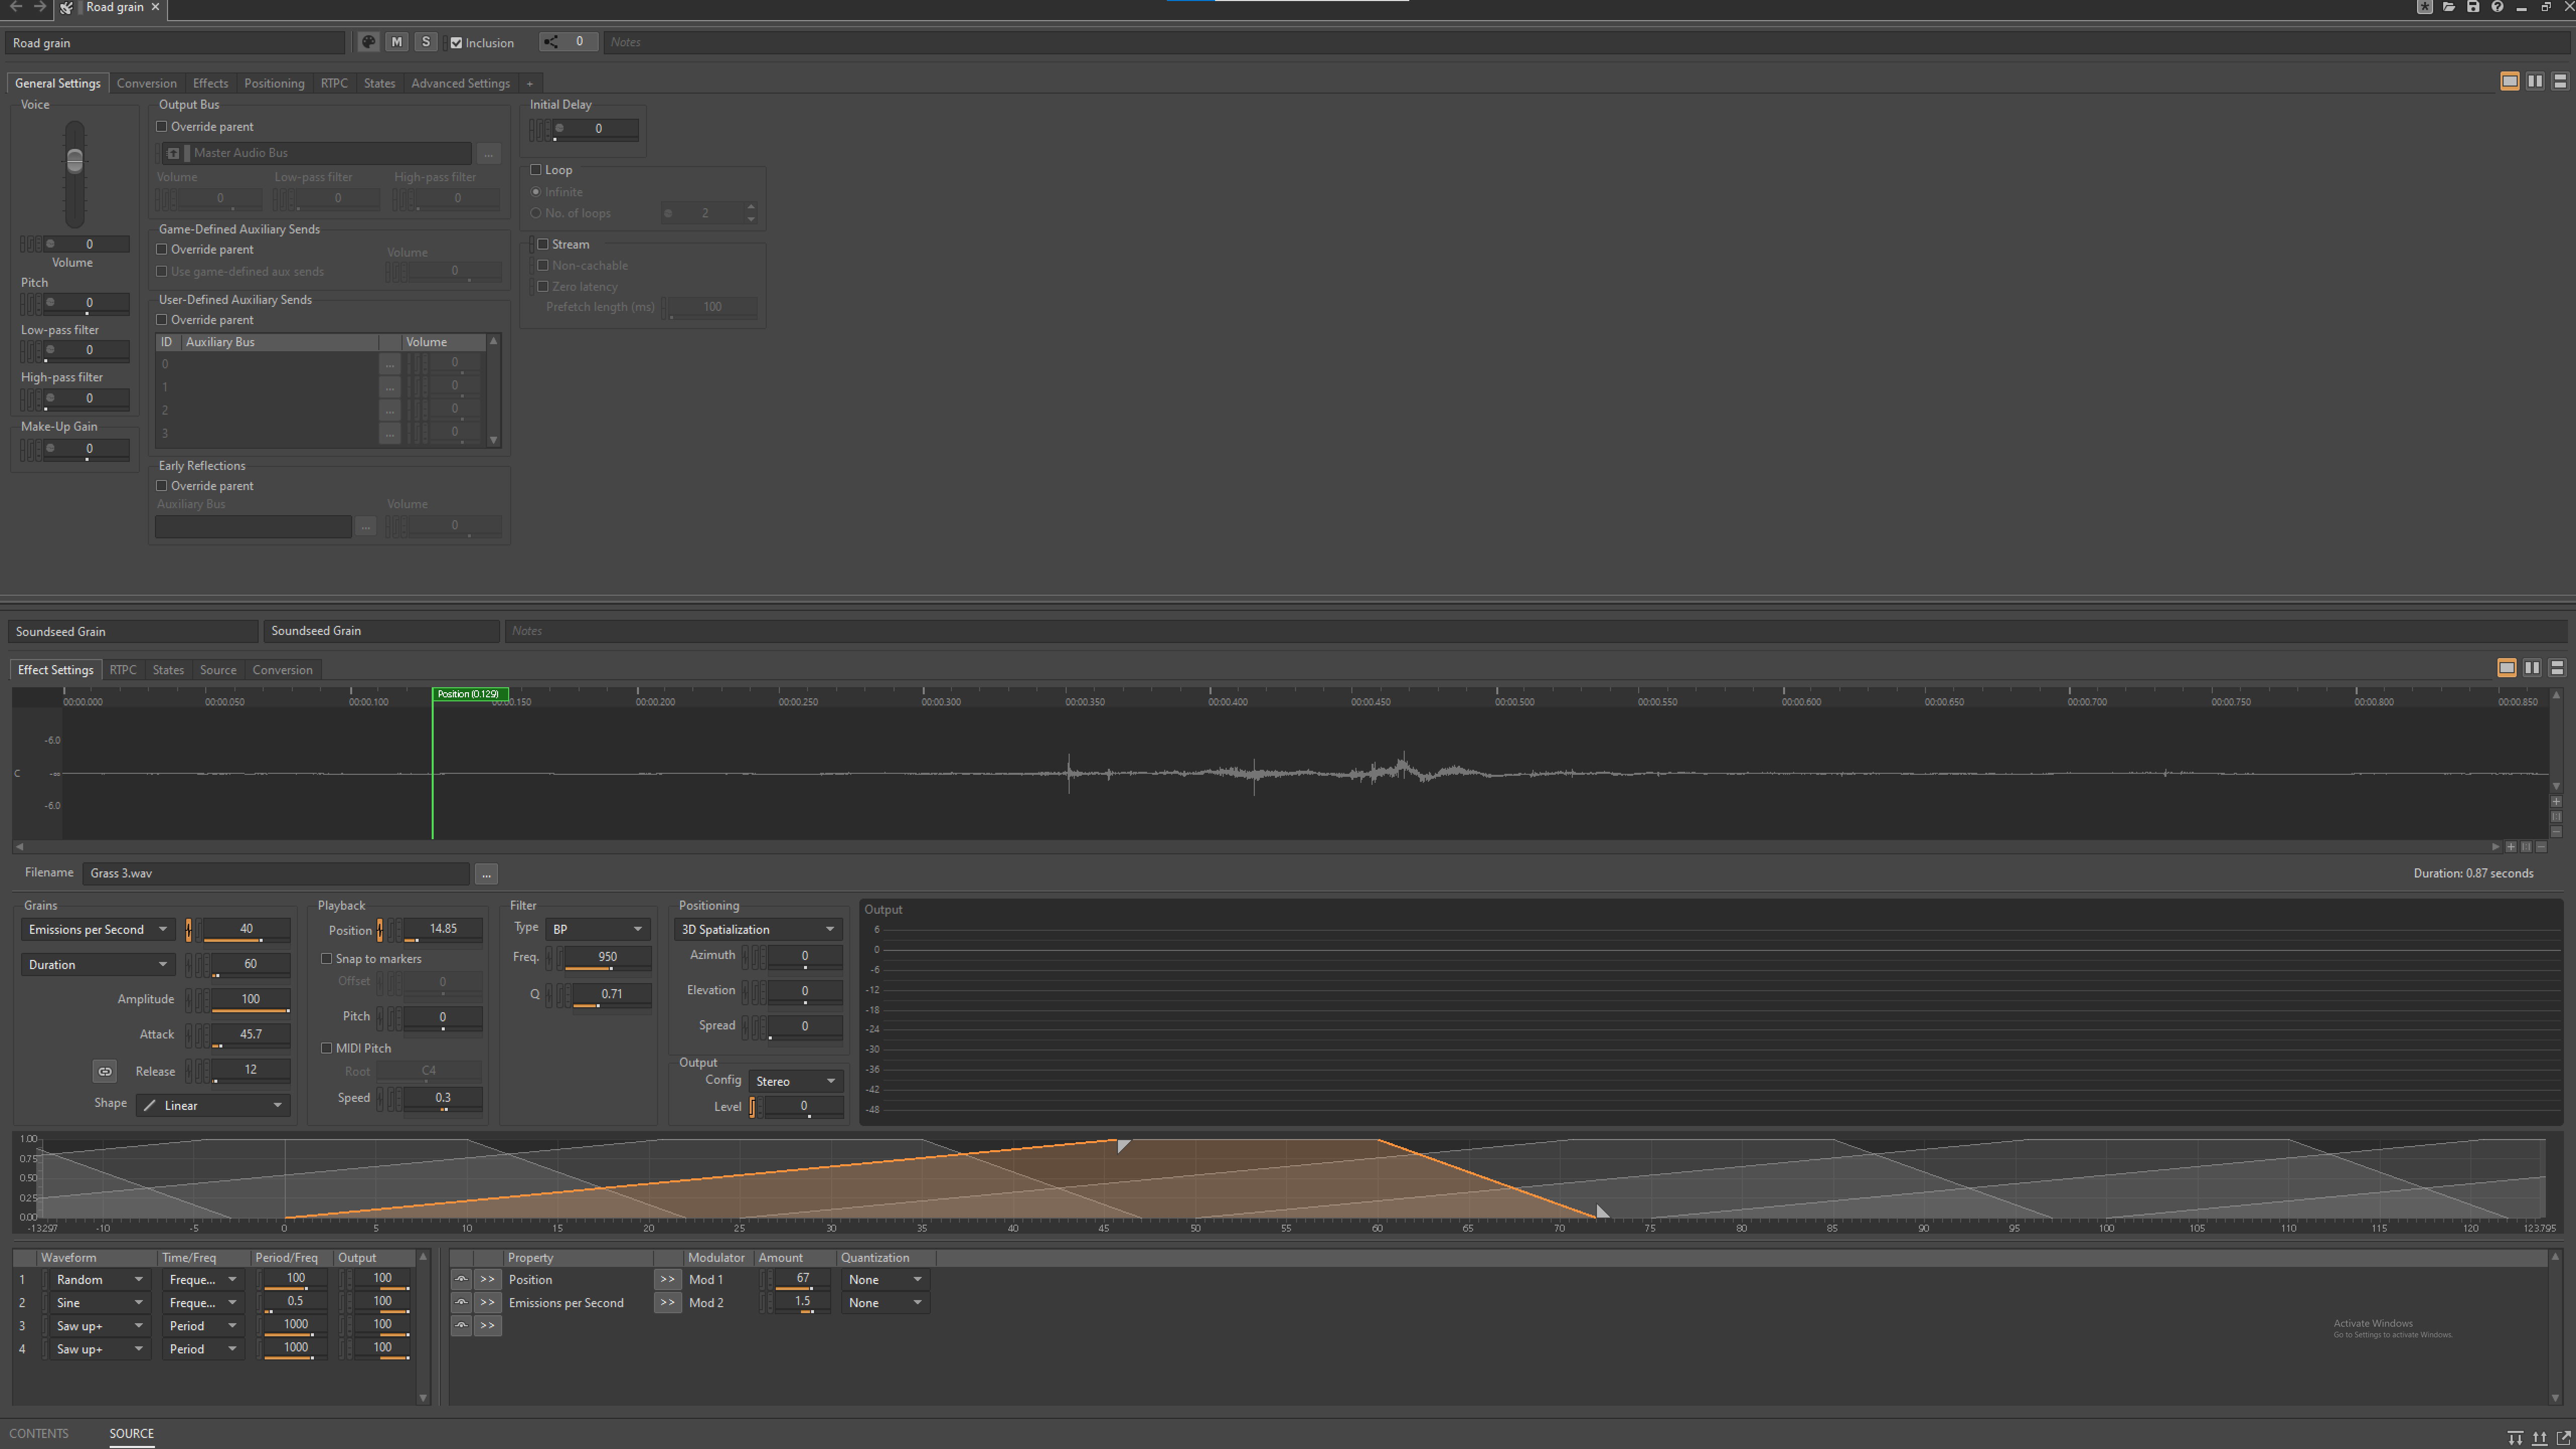 Road grain
Road grain M S Inclusion 0 Notes
General Settings Conversion Effects Positioning RTPC States Advanced Settings +
Voice Output Bus Initial Delay
Override parent 0
Master Audio Bus ...
Loop
Volume Low-pass filter High-pass filter
Infinite
0 0 0
No. of loops 2
Game-Defined Auxiliary Sends
0 Override parent Volume Stream
Volume Use game-defined aux sends 0 Non-cachable
Pitch Zero latency
0 User-Defined Auxiliary Sends Prefetch length (ms) 100
Override parent
Low-pass filter
ID Auxiliary Bus Volume
0
0 ... 0
High-pass filter 1 ... 0
0 2 ... 0
Make-Up Gain 3 ... 0
0
Early Reflections
Override parent
Auxiliary Bus Volume
... 0
Soundseed Grain Soundseed Grain Notes
Effect Settings RTPC States Source Conversion
Position (0.129)
00:00.000 00:00.050 00:00.100 00:00.150 00:00.200 00:00.250 00:00.300 00:00.350 00:00.400 00:00.450 00:00.500 00:00.550 00:00.600 00:00.650 00:00.700 00:00.750 00:00.800 00:00.850
-6.0
C -∞
-6.0
Filename Grass 3.wav ... Duration: 0.87 seconds
Grains Playback Filter Positioning Output
Emissions per Second 40 Position 14.85 Type BP 3D Spatialization 6
0
Duration 60 Snap to markers Freq. 950 Azimuth 0 -6
Offset 0
Amplitude 100 Q 0.71 Elevation 0 -12
Pitch 0 -18
Attack 45.7 Spread 0 -24
MIDI Pitch -30
Release 12 Root C4 Output -36
Shape Linear Speed 0.3 Config Stereo -42
Level 0 -48
1.00
0.75
0.50
0.25
0.00
-13.297 -10 -5 0 5 10 15 20 25 30 35 40 45 50 55 60 65 70 75 80 85 90 95 100 105 110 115 120 123.795
Waveform Time/Freq Period/Freq Output Property Modulator Amount Quantization
1 Random Freque... 100 100 >> Position >> Mod 1 67 None
2 Sine Freque... 0.5 100 >> Emissions per Second >> Mod 2 1.5 None
3 Saw up+ Period 1000 100 >>
4 Saw up+ Period 1000 100
Activate Windows
Go to Settings to activate Windows.
CONTENTS SOURCE